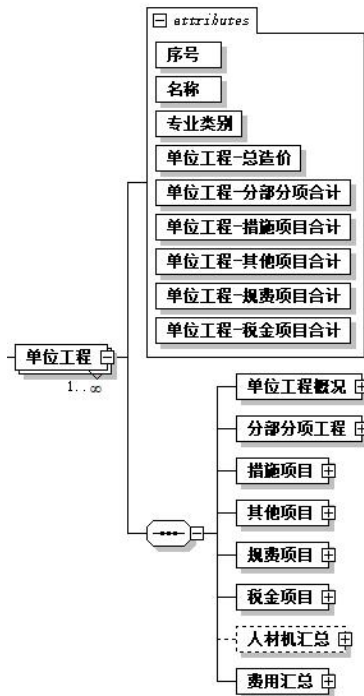 attributes
序号
名称
专业类别
单位工程-总造价
单位工程-分部分项合计
单位工程-措施项目合计
单位工程-其他项目合计
单位工程-规费项目合计
单位工程-税金项目合计
单位工程
1..∞
单位工程概况
分部分项工程
措施项目
其他项目
规费项目
税金项目
人材机汇总
费用汇总